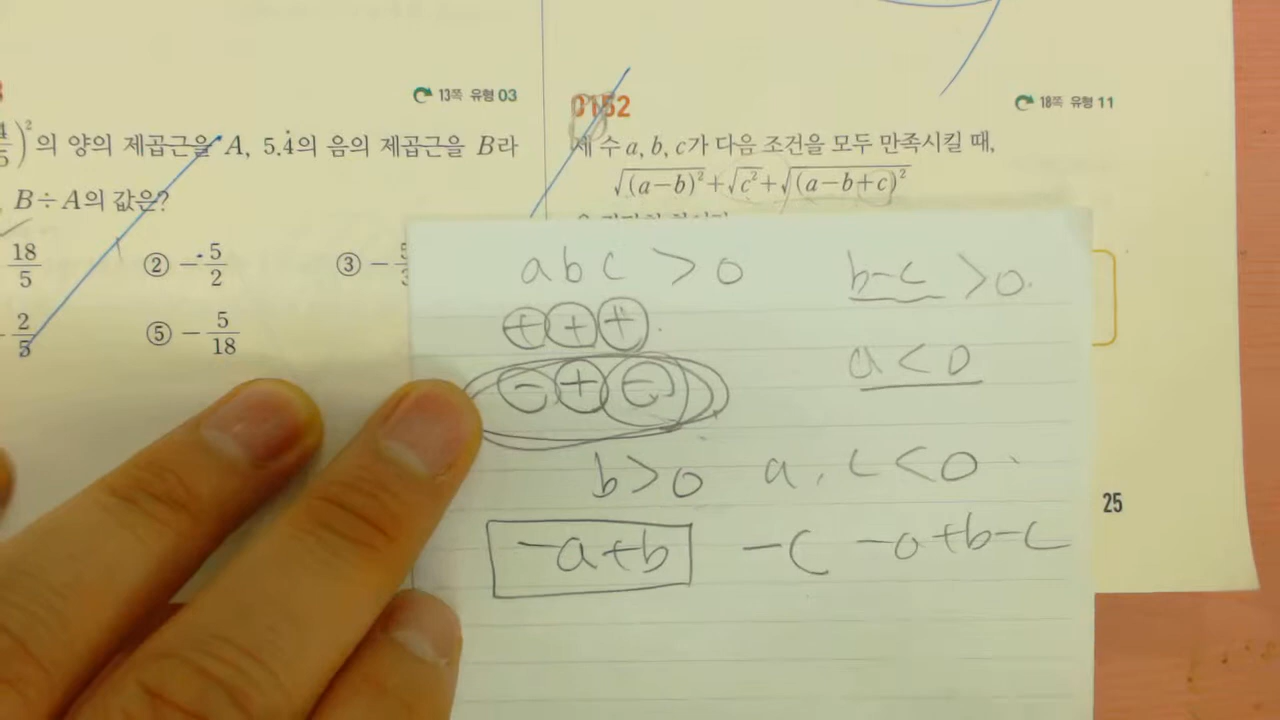 13쪽 유형 03
)²의 양의 제곱근을 A, 5.4̇의 음의 제곱근을 B라
B÷A의 값은?
18/5 ② -5/2 ③ -
2/5 ⑤ -5/18
0152
18쪽 유형 11
세 수 a, b, c가 다음 조건을 모두 만족시킬 때,
√(a-b)²+√c²+√(a-b+c)²
abc > 0 b-c > 0.
+ + +
a < 0
- + -
b>0 a, c<0
-a+b -c -a+b-c
25